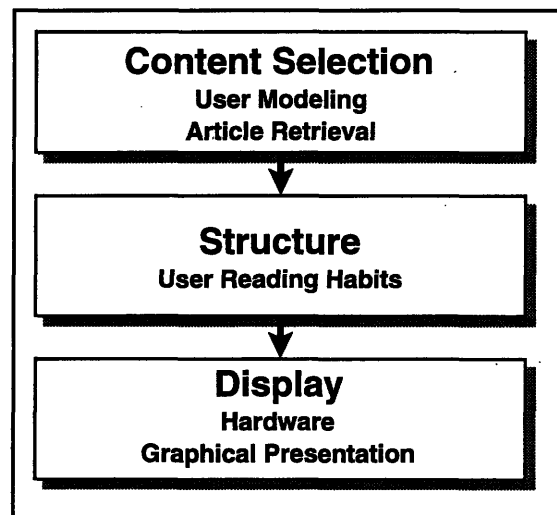 Content Selection
User Modeling
Article Retrieval
Structure
User Reading Habits
Display
Hardware
Graphical Presentation